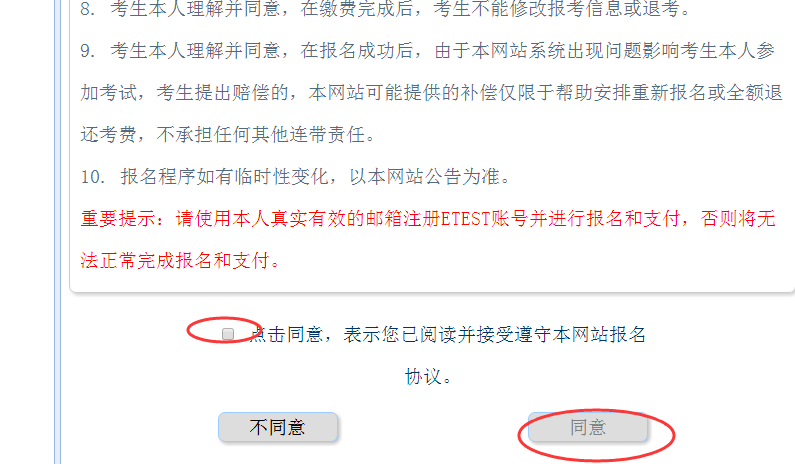 8. 考生本人理解并同意，在缴费完成后，考生不能修改报考信息或退考。
9. 考生本人理解并同意，在报名成功后，由于本网站系统出现问题影响考生本人参
加考试，考生提出赔偿的，本网站可能提供的补偿仅限于帮助安排重新报名或全额退
还考费，不承担任何其他连带责任。
10. 报名程序如有临时性变化，以本网站公告为准。
重要提示：请使用本人真实有效的邮箱注册ETEST账号并进行报名和支付，否则将无
法正常完成报名和支付。
点击同意，表示您已阅读并接受遵守本网站报名
协议。
不同意 同意